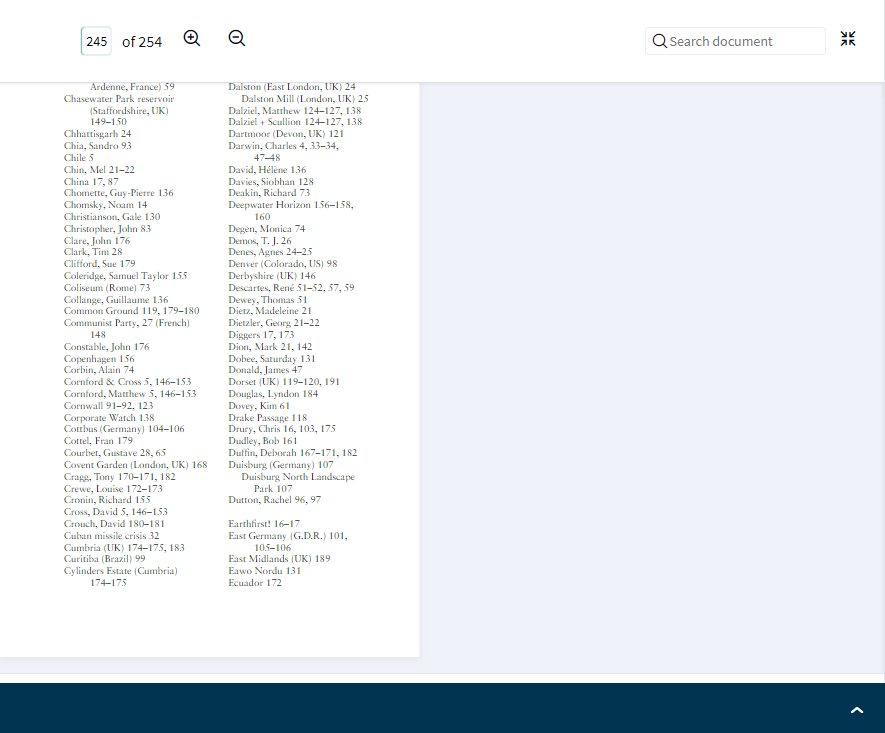 245 of 254
Search document
Ardenne, France) 59
Chasewater Park reservoir
(Staffordshire, UK)
149–150
Chhattisgarh 24
Chia, Sandro 93
Chile 5
Chin, Mel 21–22
China 17, 87
Chomette, Guy-Pierre 136
Chomsky, Noam 14
Christianson, Gale 130
Christopher, John 83
Clare, John 176
Clark, Tim 28
Clifford, Sue 179
Coleridge, Samuel Taylor 155
Coliseum (Rome) 73
Collange, Guillaume 136
Common Ground 119, 179–180
Communist Party, 27 (French)
148
Constable, John 176
Copenhagen 156
Corbin, Alain 74
Cornford & Cross 5, 146–153
Cornford, Matthew 5, 146–153
Cornwall 91–92, 123
Corporate Watch 138
Cottbus (Germany) 104–106
Cottel, Fran 179
Courbet, Gustave 28, 65
Covent Garden (London, UK) 168
Cragg, Tony 170–171, 182
Crewe, Louise 172–173
Cronin, Richard 155
Cross, David 5, 146–153
Crouch, David 180–181
Cuban missile crisis 32
Cumbria (UK) 174–175, 183
Curitiba (Brazil) 99
Cylinders Estate (Cumbria)
174–175
Dalston (East London, UK) 24
Dalston Mill (London, UK) 25
Dalziel, Matthew 124–127, 138
Dalziel + Scullion 124–127, 138
Dartmoor (Devon, UK) 121
Darwin, Charles 4, 33–34,
47–48
David, Hélène 136
Davies, Siobhan 128
Deakin, Richard 73
Deepwater Horizon 156–158,
160
Degen, Monica 74
Demos, T. J. 26
Denes, Agnes 24–25
Denver (Colorado, US) 98
Derbyshire (UK) 146
Descartes, René 51–52, 57, 59
Dewey, Thomas 51
Dietz, Madeleine 21
Dietzler, Georg 21–22
Diggers 17, 173
Dion, Mark 21, 142
Dobee, Saturday 131
Donald, James 47
Dorset (UK) 119–120, 191
Douglas, Lyndon 184
Dovey, Kim 61
Drake Passage 118
Drury, Chris 16, 103, 175
Dudley, Bob 161
Duffin, Deborah 167–171, 182
Duisburg (Germany) 107
Duisburg North Landscape
Park 107
Dutton, Rachel 96, 97
Earthfirst! 16–17
East Germany (G.D.R.) 101,
105–106
East Midlands (UK) 189
Eawo Nordu 131
Ecuador 172